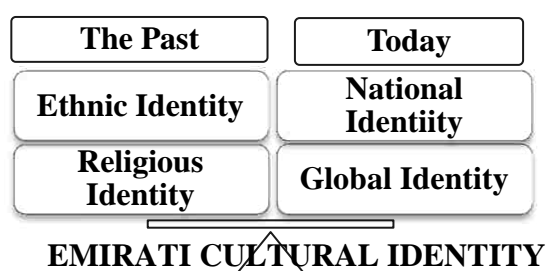 The Past
Today
Ethnic Identity
National
Identiity
Religious
Identity
Global Identity
EMIRATI CULTURAL IDENTITY